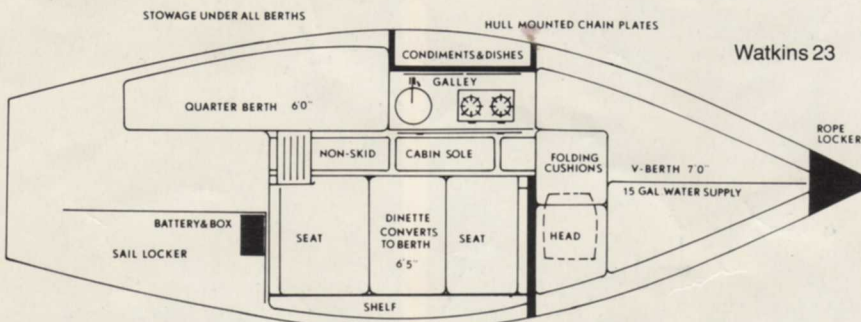 STOWAGE UNDER ALL BERTHS
HULL MOUNTED CHAIN PLATES
Watkins 23
CONDIMENTS & DISHES
GALLEY
QUARTER BERTH 6'0"
ROPE
LOCKER
NON-SKID
CABIN SOLE
FOLDING
CUSHIONS
V-BERTH 7'0"
15 GAL WATER SUPPLY
BATTERY & BOX
SAIL LOCKER
SEAT
DINETTE
CONVERTS
TO BERTH
6'5"
SEAT
HEAD
SHELF